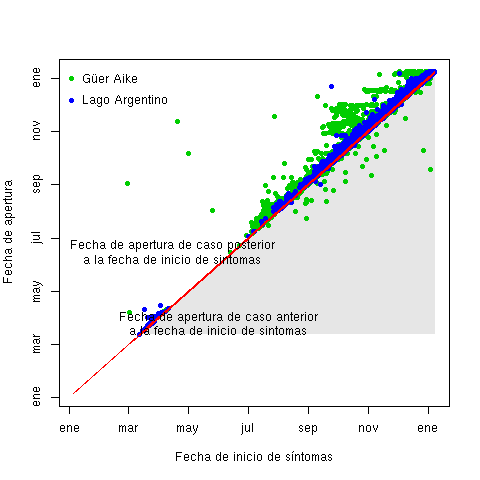 Güer Aike
Lago Argentino
Fecha de apertura de caso posterior
a la fecha de inicio de síntomas
Fecha de apertura de caso anterior
a la fecha de inicio de síntomas
Fecha de apertura
ene
mar
may
jul
sep
nov
ene
ene
mar
may
jul
sep
nov
ene
Fecha de inicio de síntomas